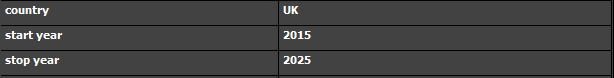 country UK
start year 2015
stop year 2025